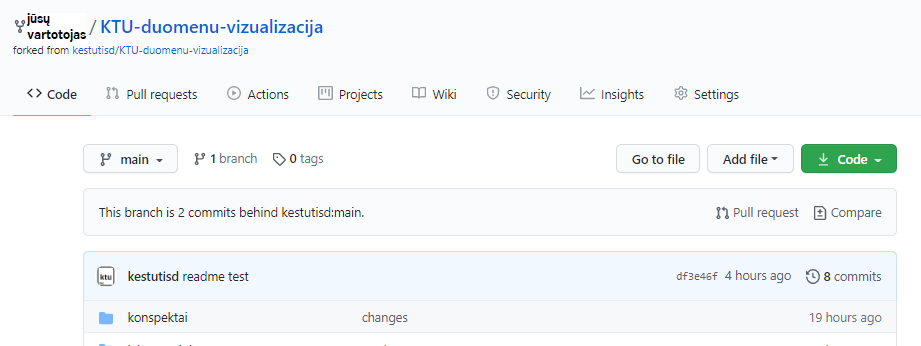 jūsų
vartotojas / KTU-duomenu-vizualizacija
forked from kestutisd/KTU-duomenu-vizualizacija
Code Pull requests Actions Projects Wiki Security Insights Settings
main 1 branch 0 tags Go to file Add file Code
This branch is 2 commits behind kestutisd:main. Pull request Compare
ktu kestutisd readme test df3e46f 4 hours ago 8 commits
konspektai changes 19 hours ago